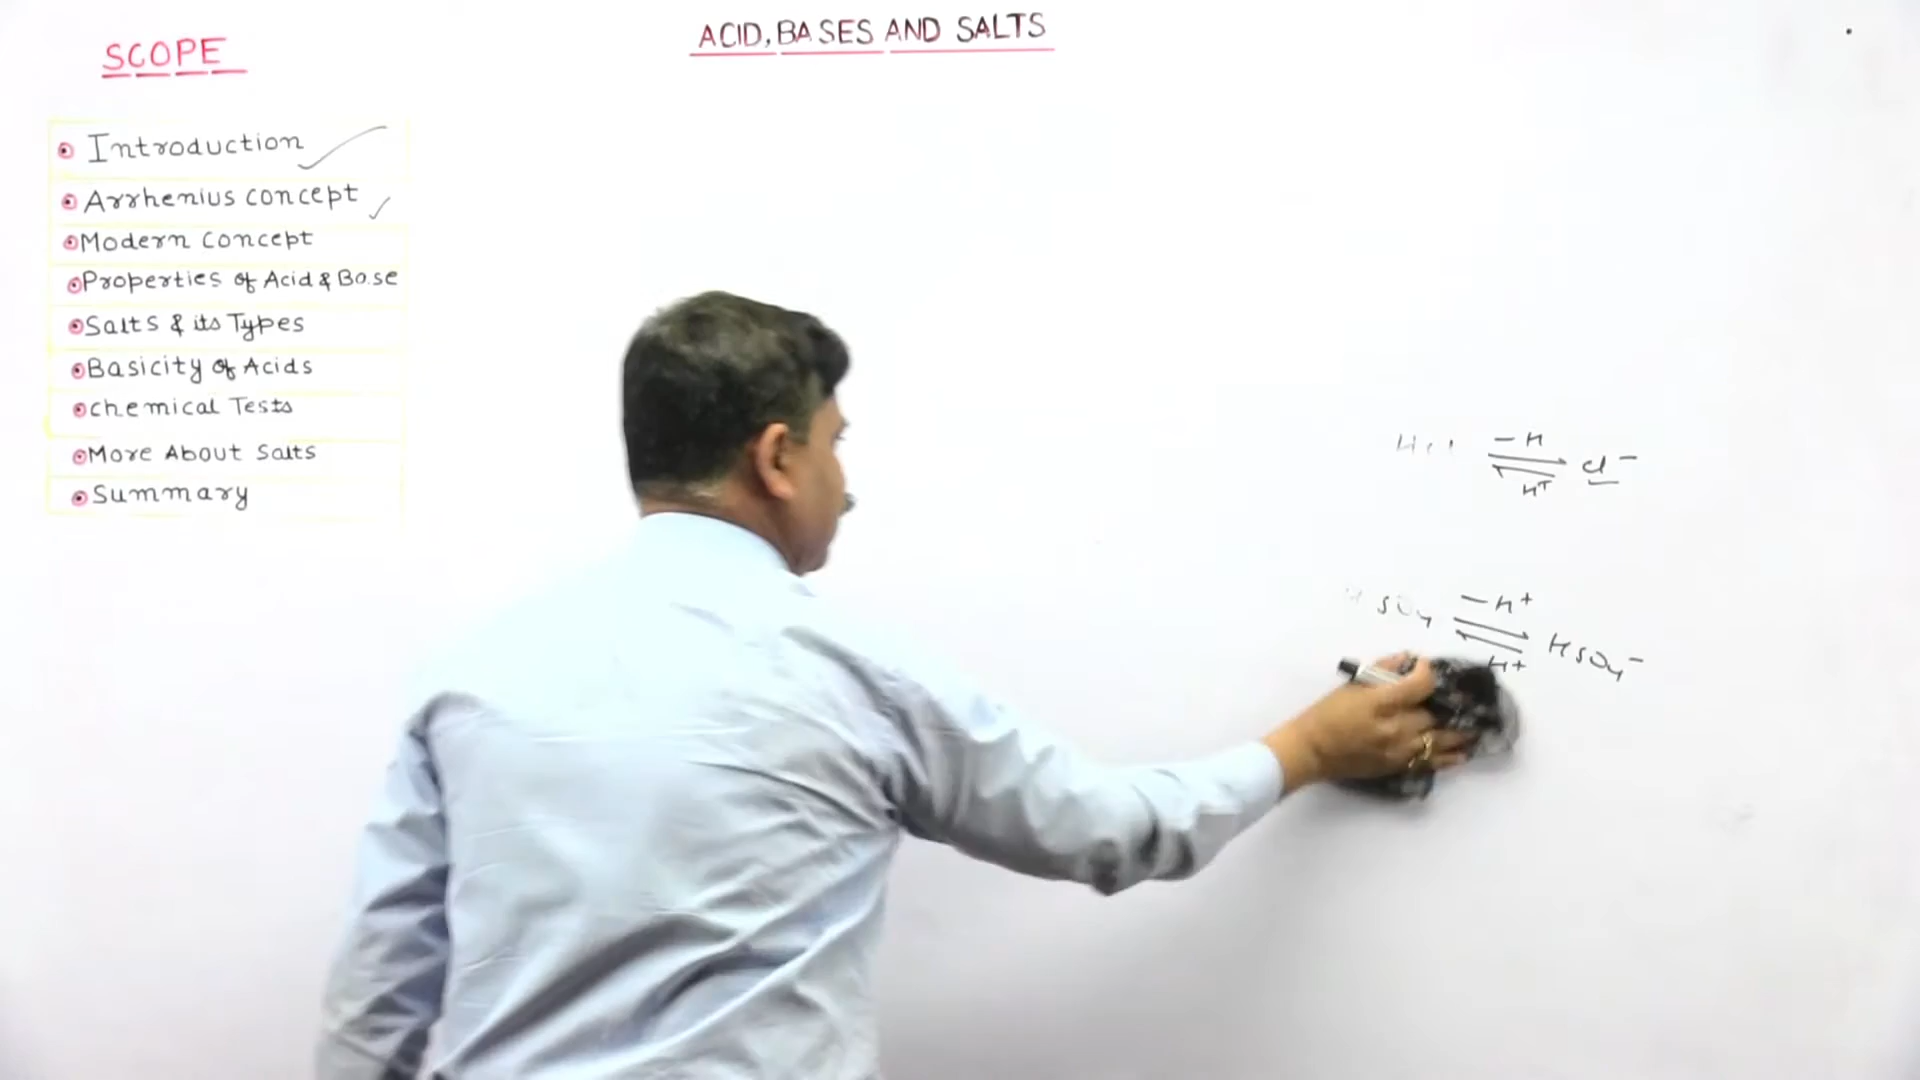 ACID, BASES AND SALTS
SCOPE
Introduction
Arrhenius concept
Modern concept
Properties of Acid & Base
Salts & its Types
Basicity of Acids
chemical Tests
More About Salts
Summary
-H
Cl⁻
H⁺
-H⁺
SO₄
HSO₄⁻
H⁺